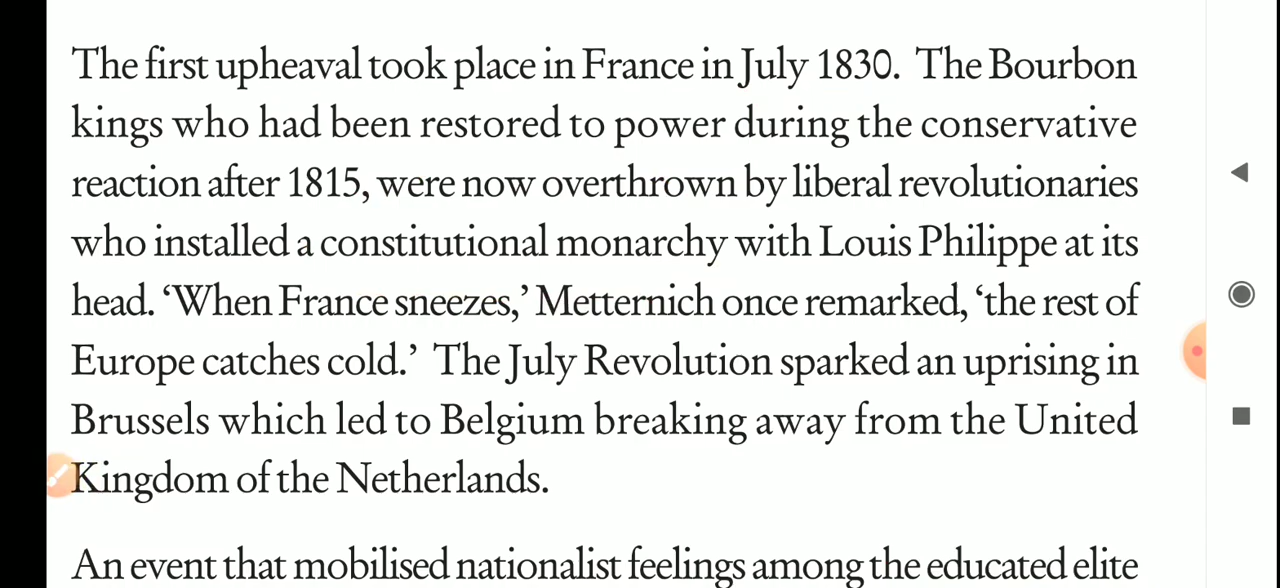 The first upheaval took place in France in July 1830. The Bourbon
kings who had been restored to power during the conservative
reaction after 1815, were now overthrown by liberal revolutionaries
who installed a constitutional monarchy with Louis Philippe at its
head. ‘When France sneezes,’ Metternich once remarked, ‘the rest of
Europe catches cold.’ The July Revolution sparked an uprising in
Brussels which led to Belgium breaking away from the United
Kingdom of the Netherlands.
An event that mobilised nationalist feelings among the educated elite